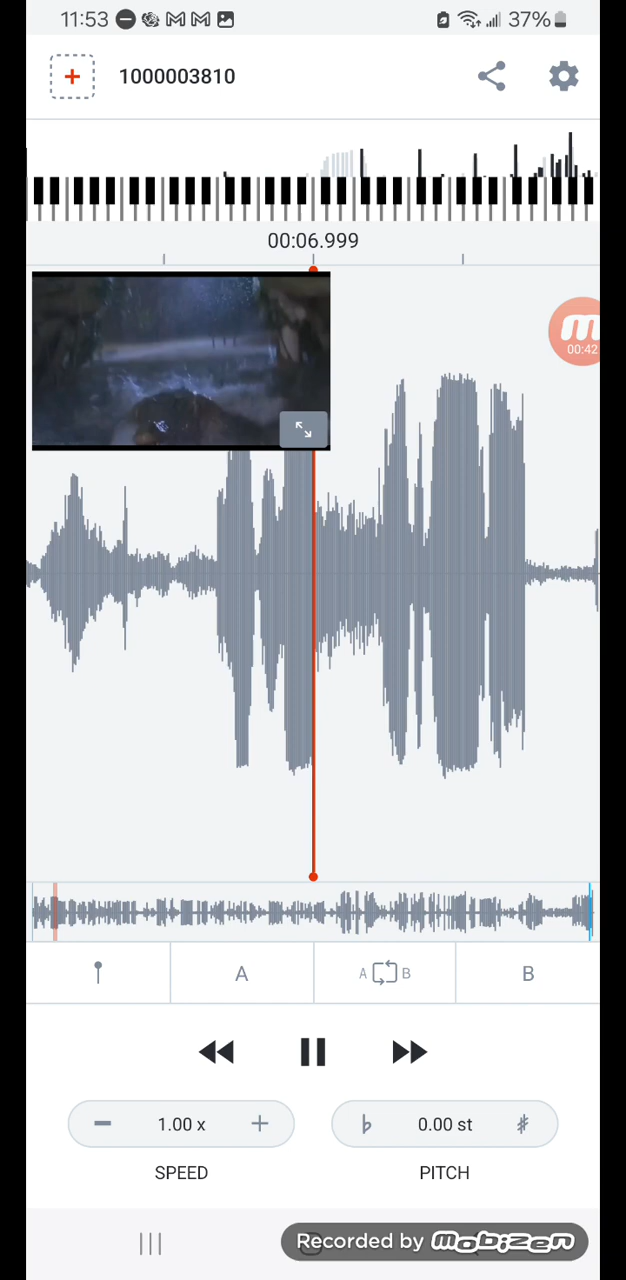 11:53
37%
1000003810
00:06.999
00:42
A
A B
B
1.00 x
0.00 st
SPEED
PITCH
Recorded by mobizen